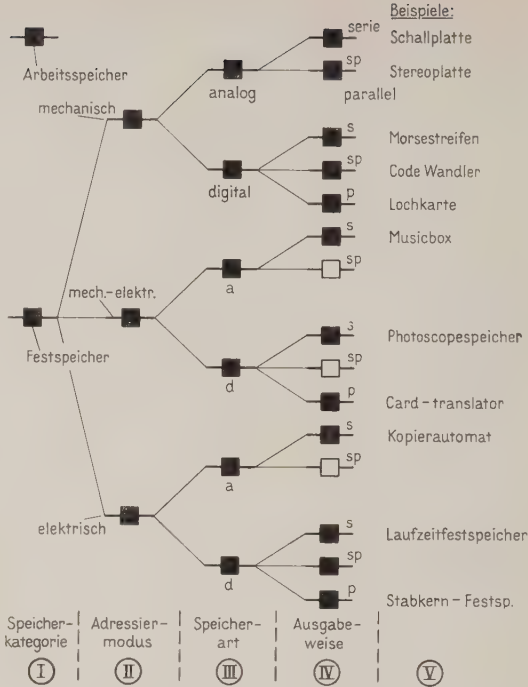 Beispiele:
serie Schallplatte
Arbeitsspeicher
sp Stereoplatte
analog
parallel
mechanisch
s Morsestreifen
sp Code Wandler
digital
p Lochkarte
s Musicbox
mech.-elektr.
a
sp
Festspeicher
s Photoscopespeicher
sp
d
p Card-translator
s Kopierautomat
a
sp
elektrisch
s Laufzeitfestspeicher
sp
d
p Stabkern-Festsp.
Speicher- Adressier- Speicher- Ausgabe-
kategorie modus art weise
I II III IV V